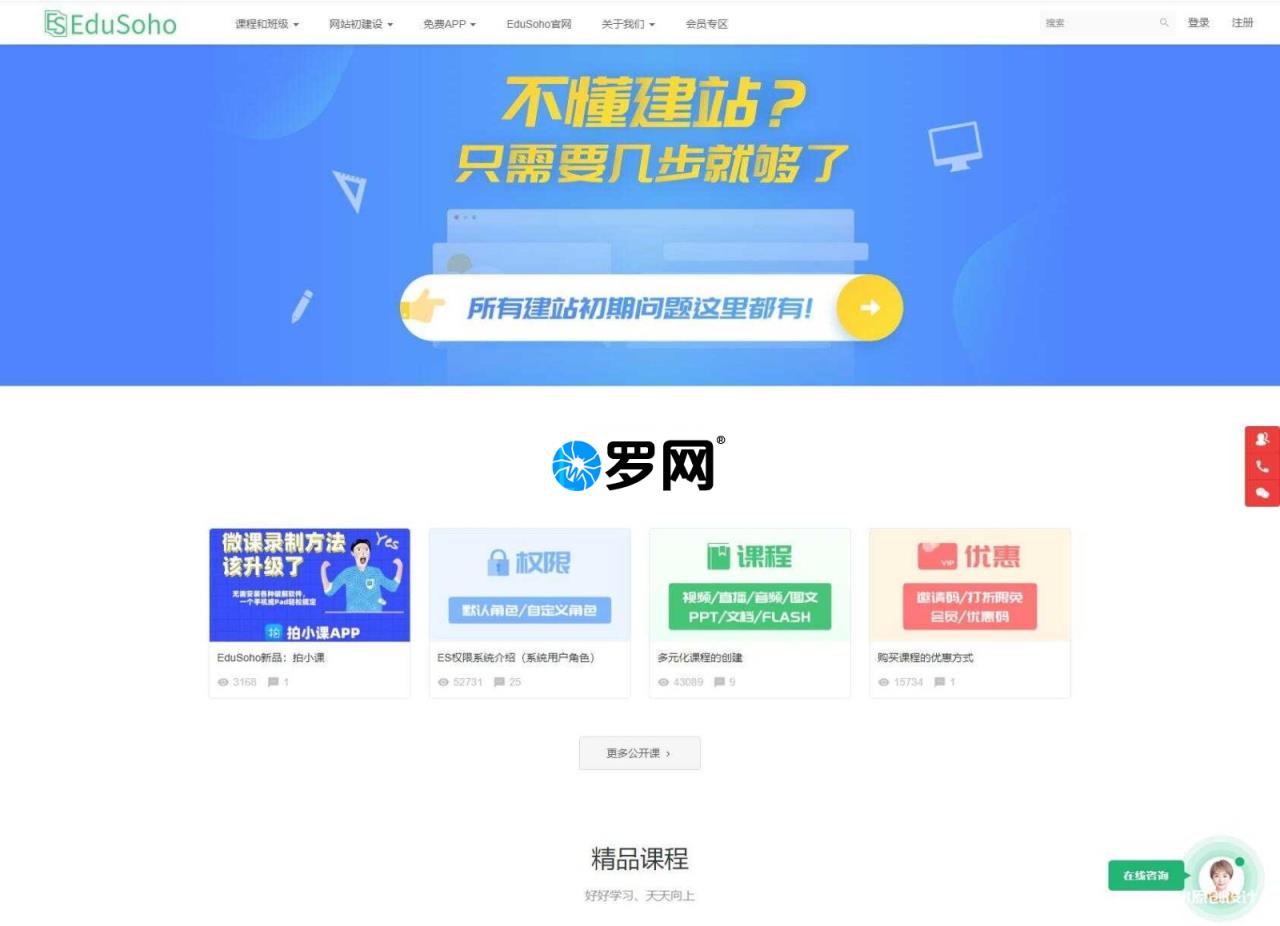 EduSoho 课程和班级 网站初建设 免费APP EduSoho官网 关于我们 会员专区 搜索 登录 注册
不懂建站？
只需要几步就够了
所有建站初期问题这里都有！
罗网®
微课录制方法 Yes
该升级了
无需安装各种破解软件，
一个手机或Pad轻松搞定
拍小课APP
权限
默认角色/自定义角色
课程
视频/直播/音频/图文
PPT/文档/FLASH
VIP 优惠
邀请码/打折限免
会员/优惠码
EduSoho新品：拍小课
3168 1
ES权限系统介绍（系统用户角色）
52731 25
多元化课程的创建
43089 9
购买课程的优惠方式
15734 1
更多公开课 ›
精品课程
好好学习、天天向上
在线咨询